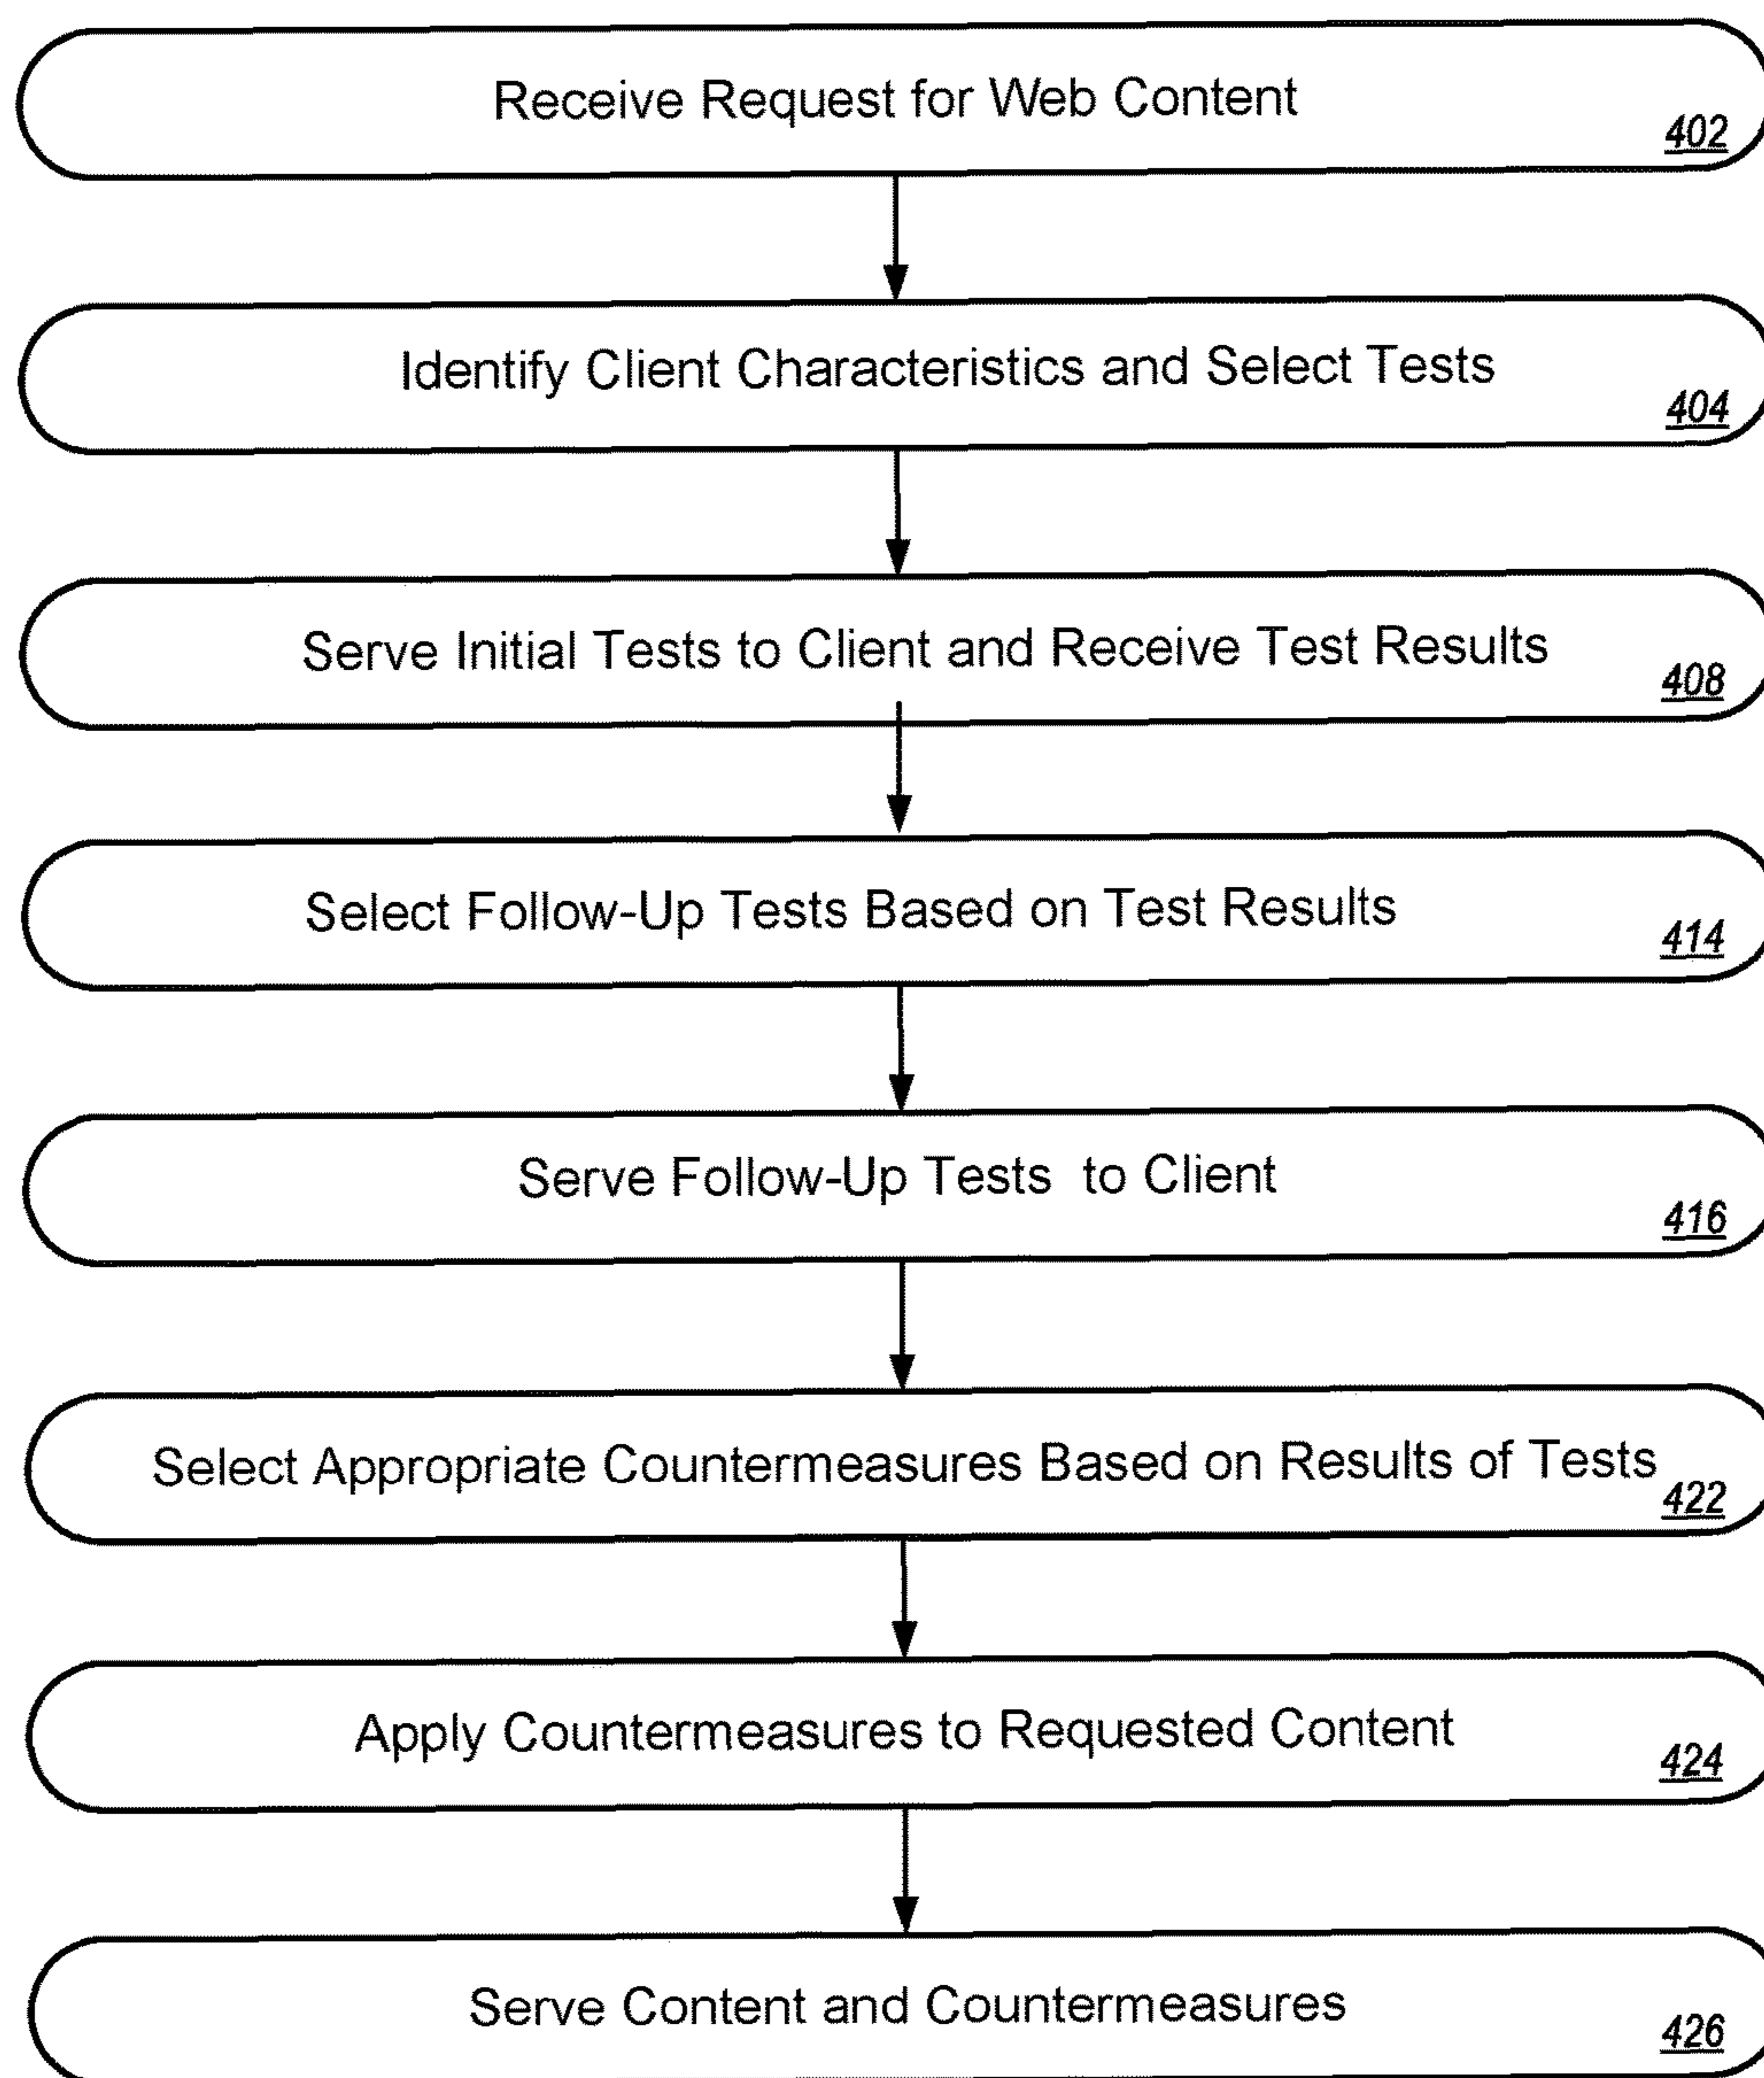 Receive Request for Web Content
402
Identify Client Characteristics and Select Tests
404
Serve Initial Tests to Client and Receive Test Results
408
Select Follow-Up Tests Based on Test Results
414
Serve Follow-Up Tests to Client
416
Select Appropriate Countermeasures Based on Results of Tests
422
Apply Countermeasures to Requested Content
424
Serve Content and Countermeasures
426